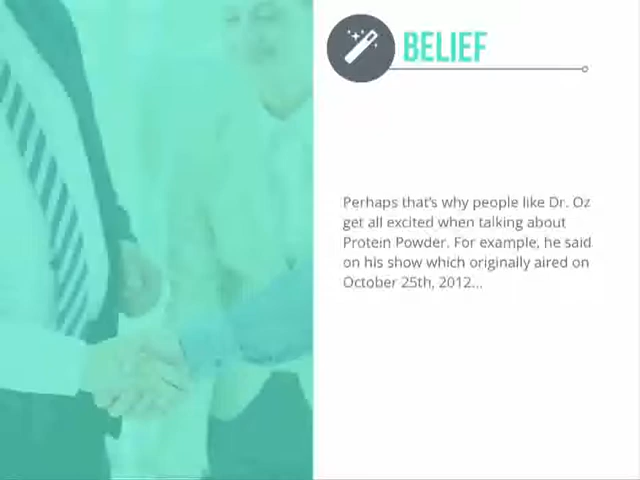 BELIEF
Perhaps that's why people like Dr. Oz
get all excited when talking about
Protein Powder. For example, he said
on his show which originally aired on
October 25th, 2012...